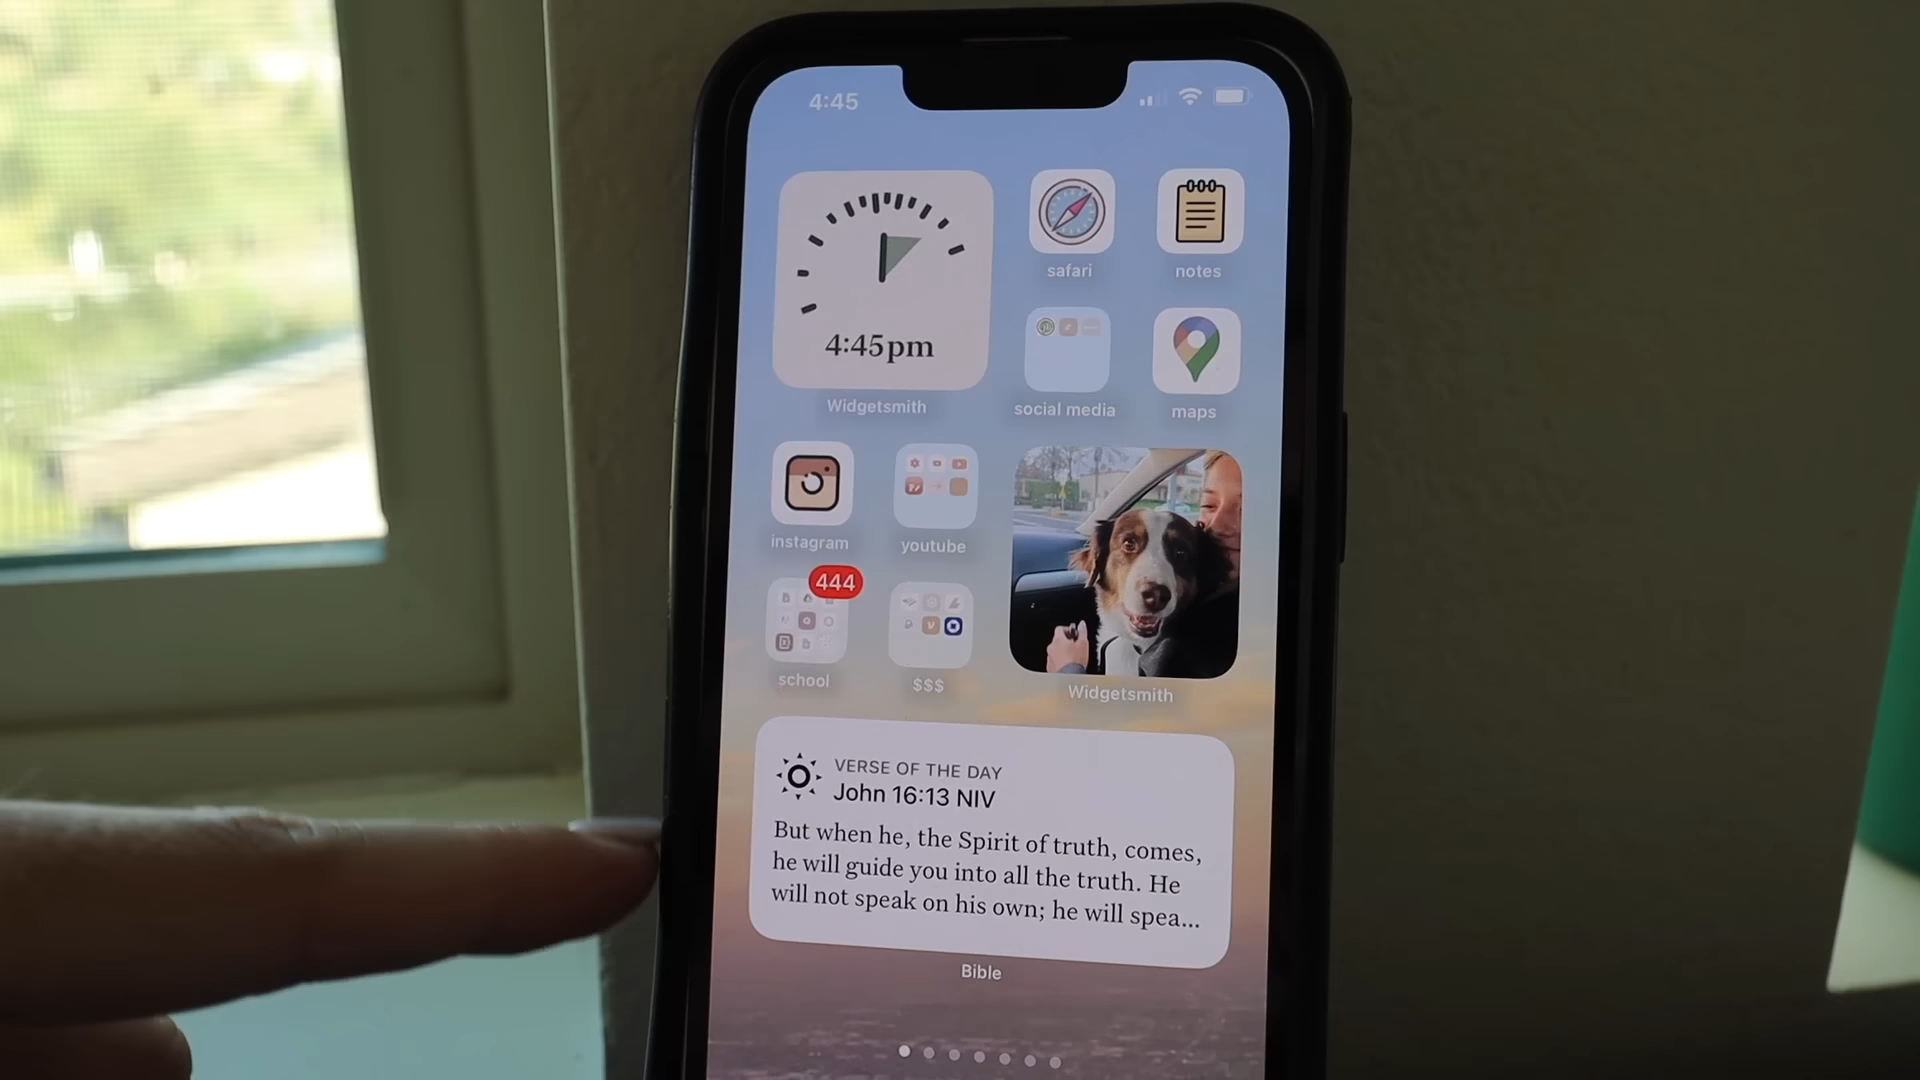 4:45
4:45pm
Widgetsmith
safari
notes
social media
maps
instagram
youtube
444
school
$$$
Widgetsmith
VERSE OF THE DAY
John 16:13 NIV
But when he, the Spirit of truth, comes,
he will guide you into all the truth. He
will not speak on his own; he will spea...
Bible